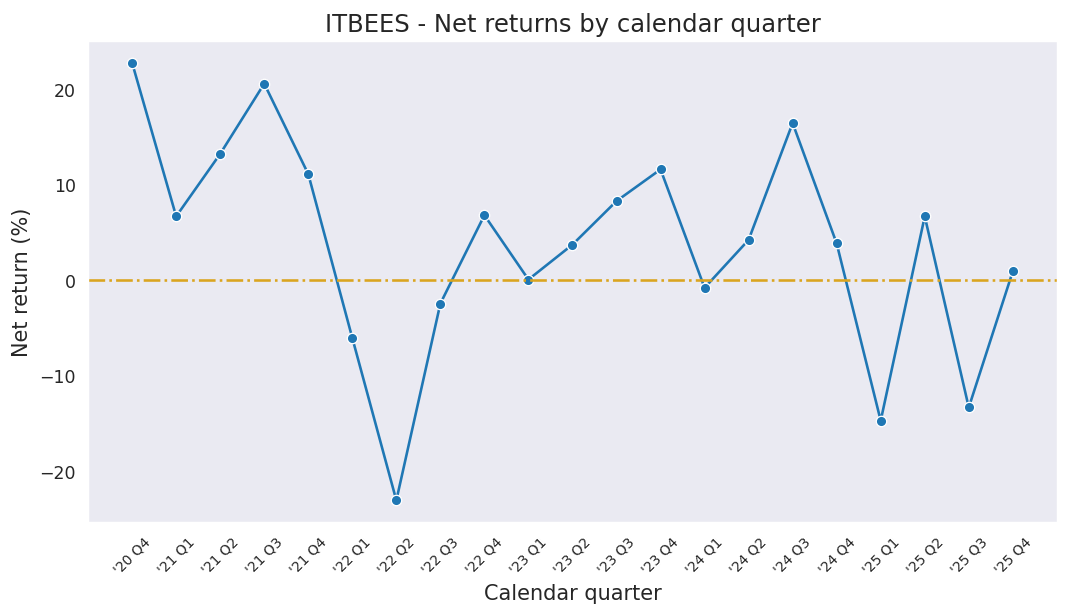 ITBEES - Net returns by calendar quarter
Net return (%)
20
10
0
−10
−20
'20 Q4
'21 Q1
'21 Q2
'21 Q3
'21 Q4
'22 Q1
'22 Q2
'22 Q3
'22 Q4
'23 Q1
'23 Q2
'23 Q3
'23 Q4
'24 Q1
'24 Q2
'24 Q3
'24 Q4
'25 Q1
'25 Q2
'25 Q3
'25 Q4
Calendar quarter